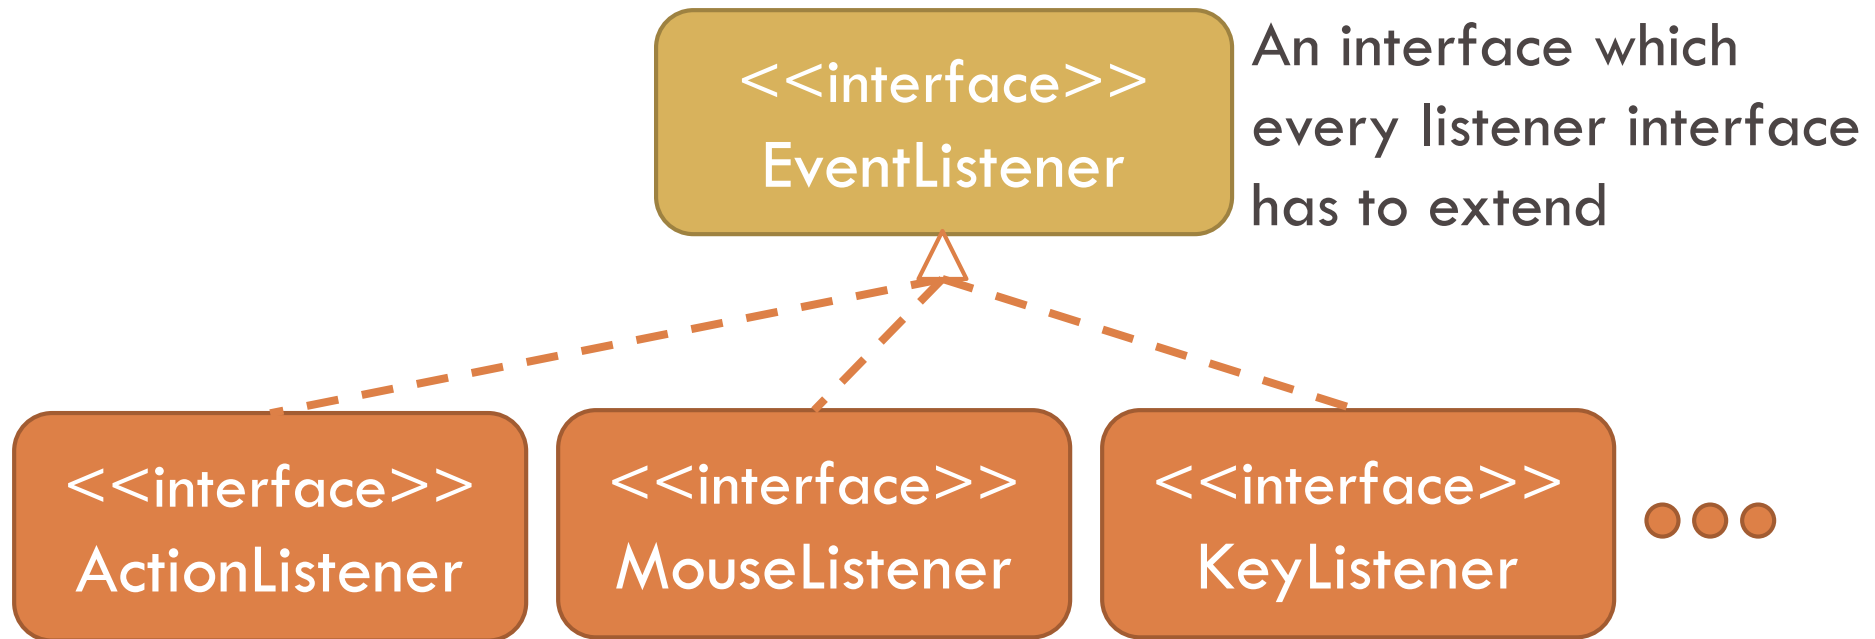 <<interface>>
EventListener
An interface which
every listener interface
has to extend
<<interface>>
ActionListener
<<interface>>
MouseListener
<<interface>>
KeyListener